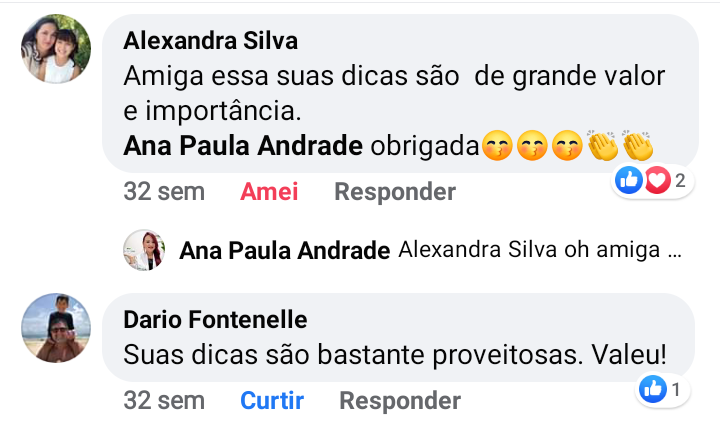 Alexandra Silva
Amiga essa suas dicas são de grande valor
e importância.
Ana Paula Andrade obrigada😙😙😙👏👏
2
32 sem Amei Responder
Ana Paula Andrade Alexandra Silva oh amiga ...
Dario Fontenelle
Suas dicas são bastante proveitosas. Valeu!
1
32 sem Curtir Responder